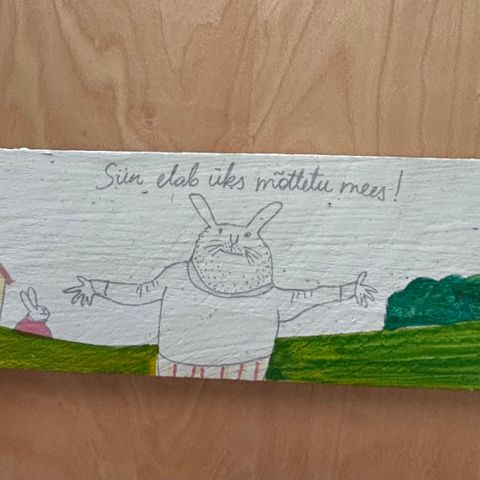 Siin elab üks mõttetu mees!